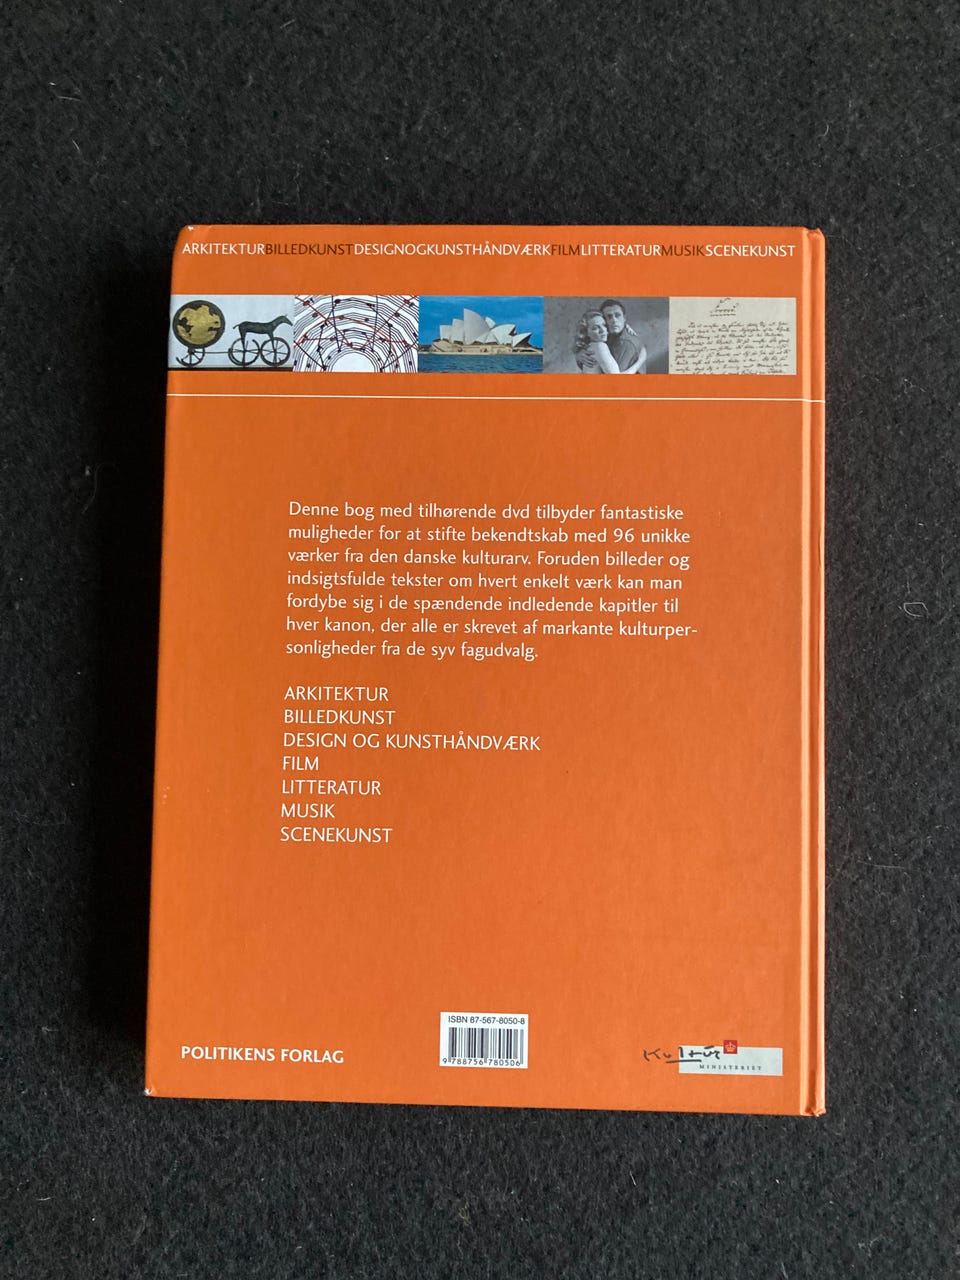 ARKITEKTURBILLEDKUNSTDESIGNOGKUNSTHÅNDVÆRKFILMLITTERATURMUSIKSCENEKUNST
Denne bog med tilhørende dvd tilbyder fantastiske
muligheder for at stifte bekendtskab med 96 unikke
værker fra den danske kulturarv. Foruden billeder og
indsigtsfulde tekster om hvert enkelt værk kan man
fordybe sig i de spændende indledende kapitler til
hver kanon, der alle er skrevet af markante kulturper-
sonligheder fra de syv fagudvalg.
ARKITEKTUR
BILLEDKUNST
DESIGN OG KUNSTHÅNDVÆRK
FILM
LITTERATUR
MUSIK
SCENEKUNST
POLITIKENS FORLAG
ISBN 87-567-8050-8
9 788756 780506
Kultur
MINISTERIET